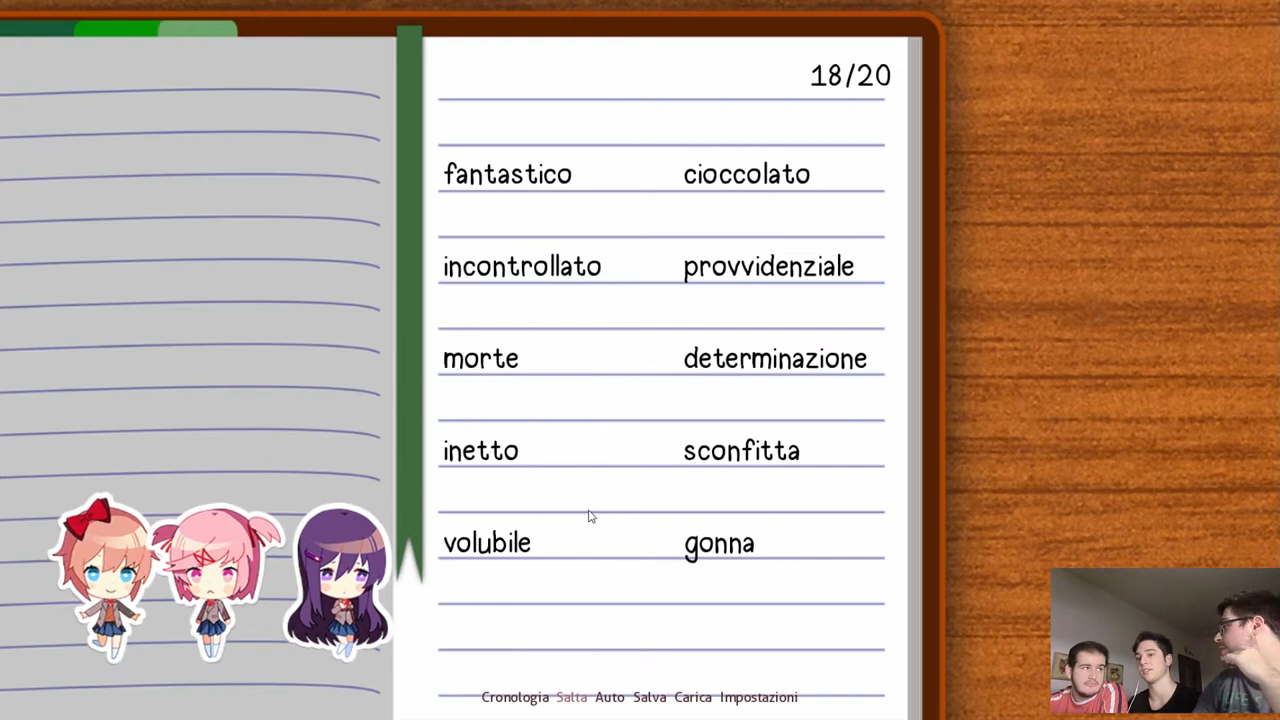 18/20
fantastico cioccolato
incontrollato provvidenziale
morte determinazione
inetto sconfitta
volubile gonna
Cronologia Salta Auto Salva Carica Impostazioni